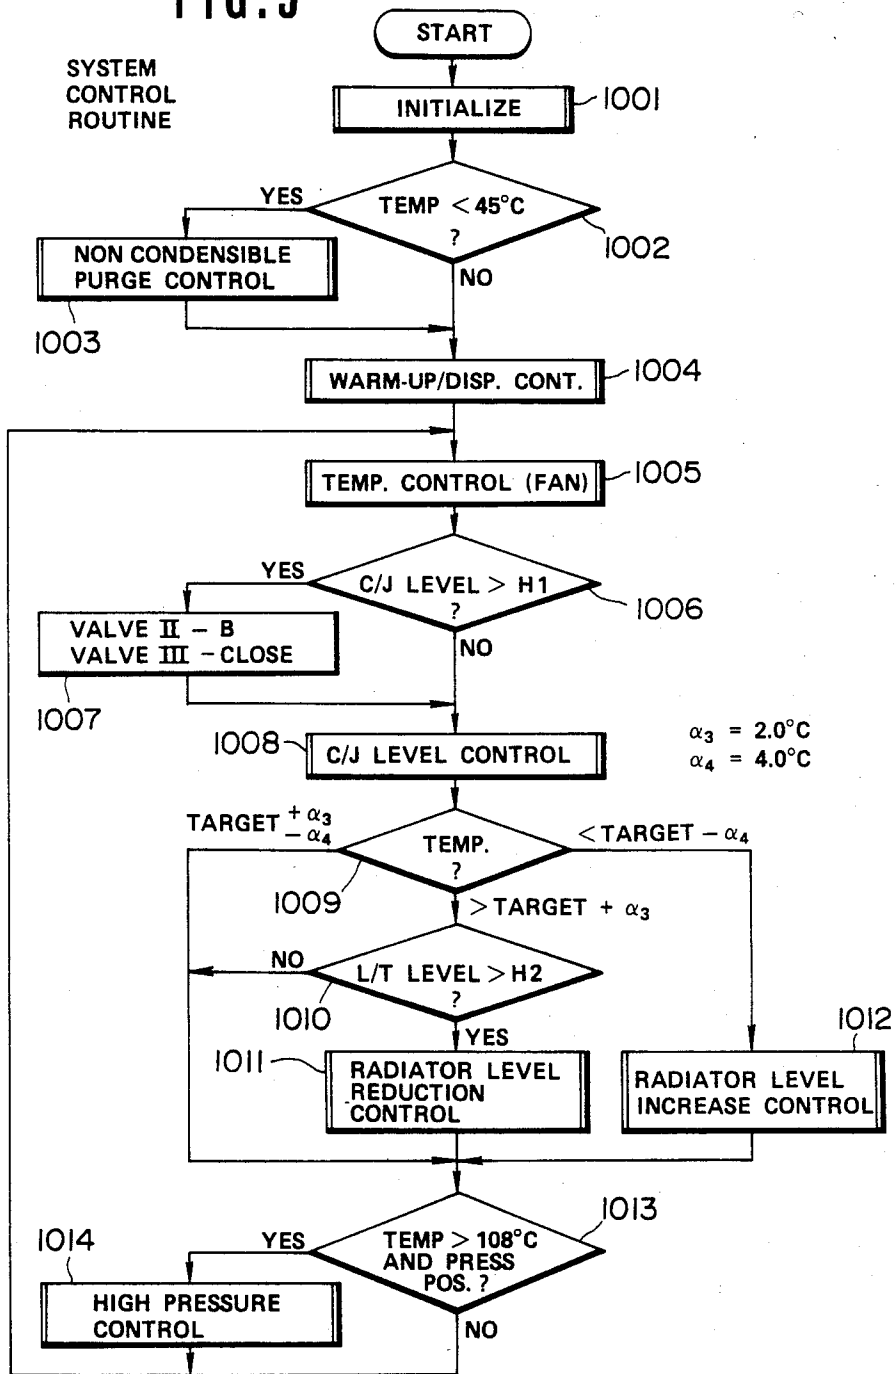 FIG. 9
START
SYSTEM
CONTROL
ROUTINE
INITIALIZE
1001
YES
TEMP < 45°C
?
1002
NO
NON CONDENSIBLE
PURGE CONTROL
1003
WARM-UP/DISP. CONT.
1004
TEMP. CONTROL (FAN)
1005
YES
C/J LEVEL > H1
?
1006
NO
VALVE II - B
VALVE III - CLOSE
1007
1008
C/J LEVEL CONTROL
α3 = 2.0°C
α4 = 4.0°C
TARGET + α3
- α4
TEMP.
?
< TARGET - α4
1009
> TARGET + α3
NO
L/T LEVEL > H2
?
1010
YES
1011
RADIATOR LEVEL
REDUCTION
CONTROL
1012
RADIATOR LEVEL
INCREASE CONTROL
1013
YES
TEMP > 108°C
AND PRESS
POS. ?
1014
HIGH PRESSURE
CONTROL
NO